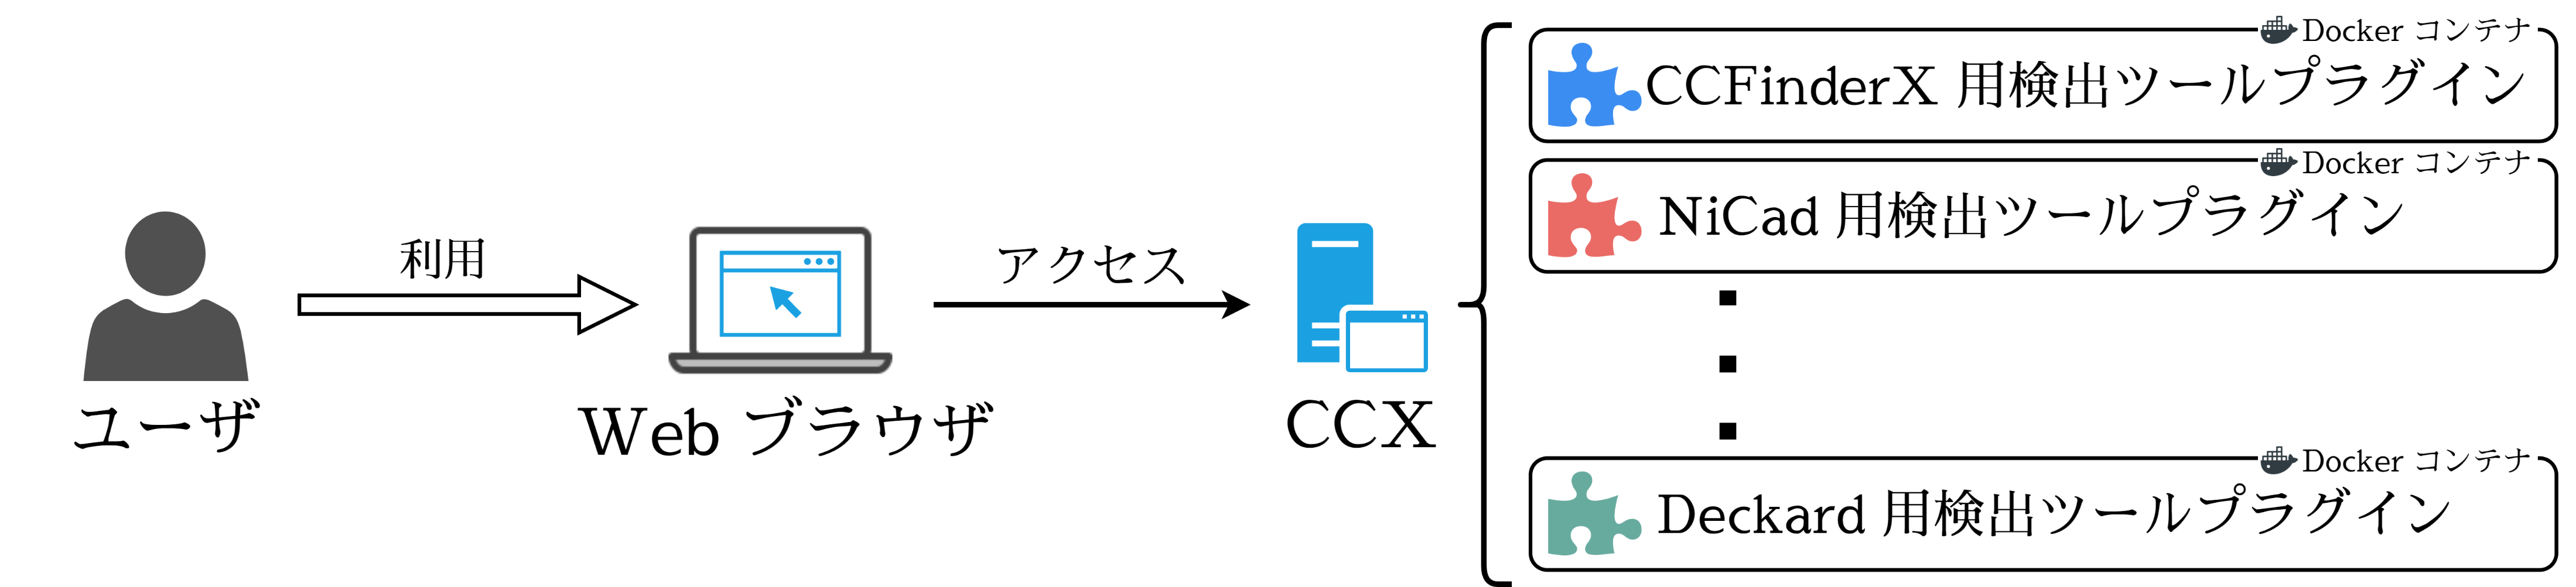 ユーザ
利用
Web ブラウザ
アクセス
CCX
Docker コンテナ
CCFinderX 用検出ツールプラグイン
Docker コンテナ
NiCad 用検出ツールプラグイン
Docker コンテナ
Deckard 用検出ツールプラグイン